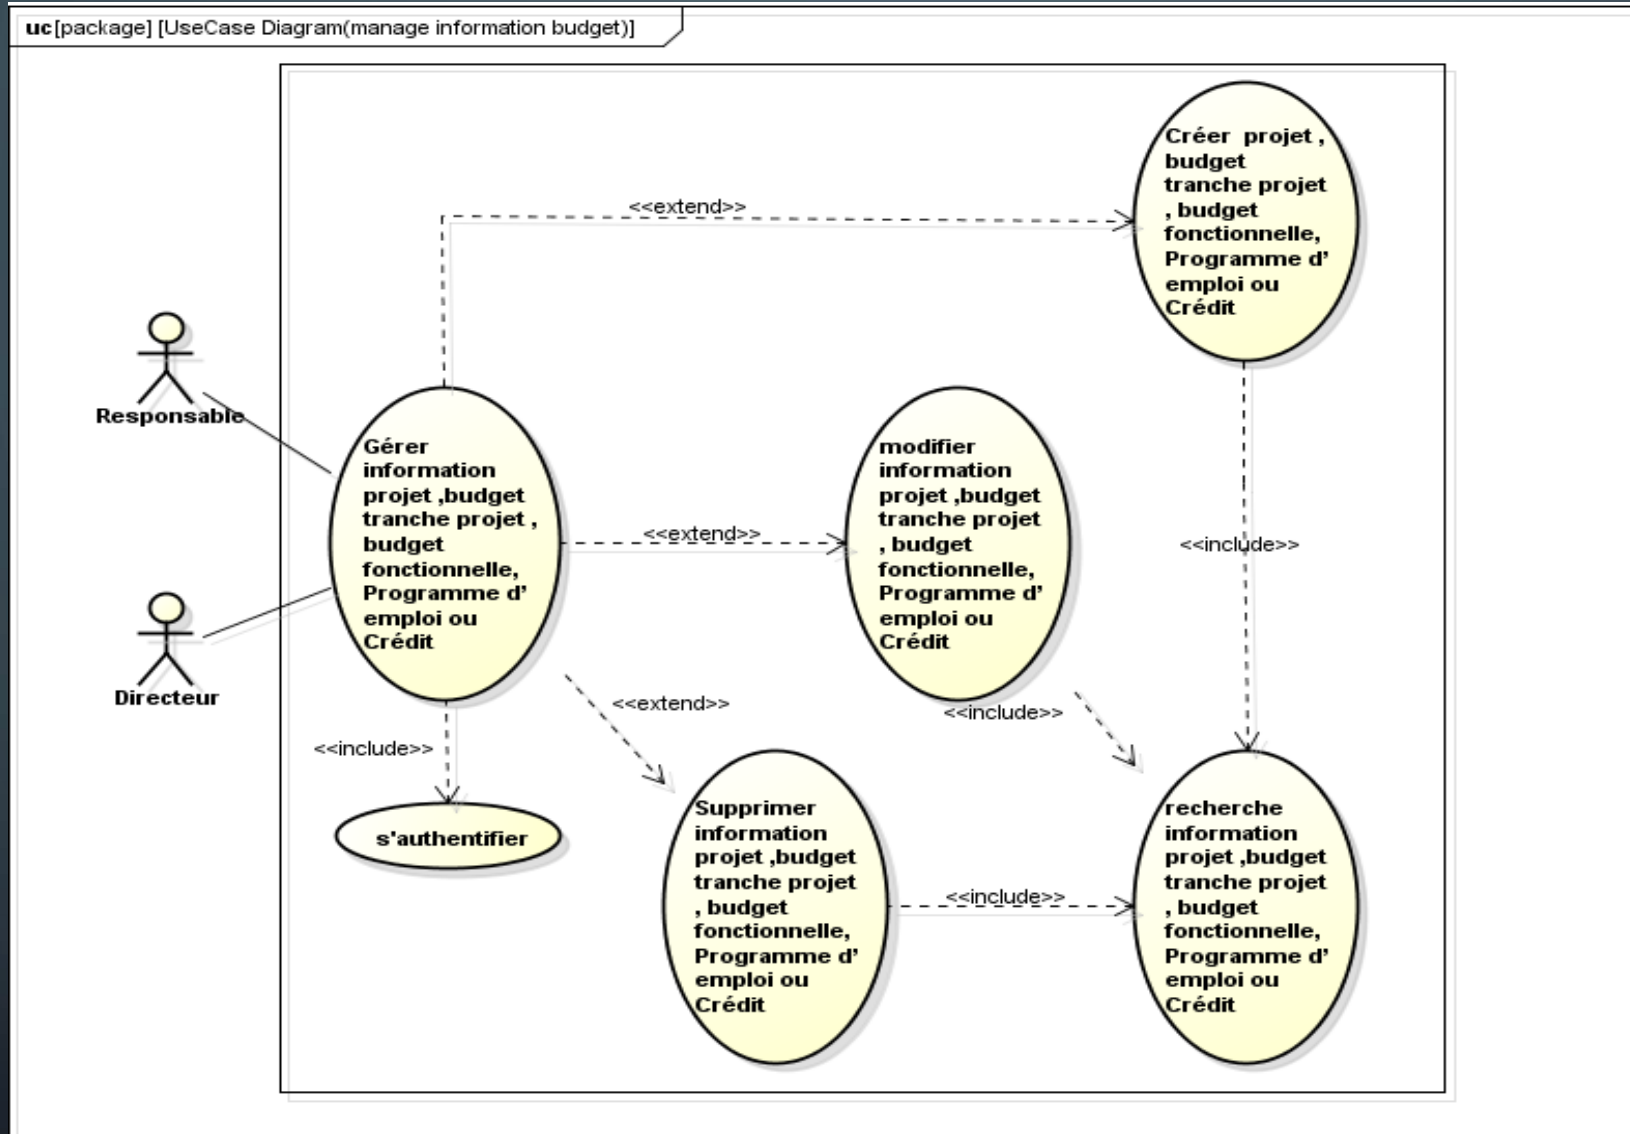 uc[package] [UseCase Diagram(manage information budget)]
Créer projet ,
budget
tranche projet
, budget
fonctionnelle,
Programme d’
emploi ou
Crédit
<<extend>>
Responsable
Gérer
information
projet ,budget
tranche projet ,
budget
fonctionnelle,
Programme d’
emploi ou
Crédit
<<extend>>
modifier
information
projet ,budget
tranche projet
, budget
fonctionnelle,
Programme d’
emploi ou
Crédit
<<include>>
Directeur
<<include>>
<<extend>>
<<include>>
s'authentifier
Supprimer
information
projet ,budget
tranche projet
, budget
fonctionnelle,
Programme d’
emploi ou
Crédit
<<include>>
recherche
information
projet ,budget
tranche projet
, budget
fonctionnelle,
Programme d’
emploi ou
Crédit